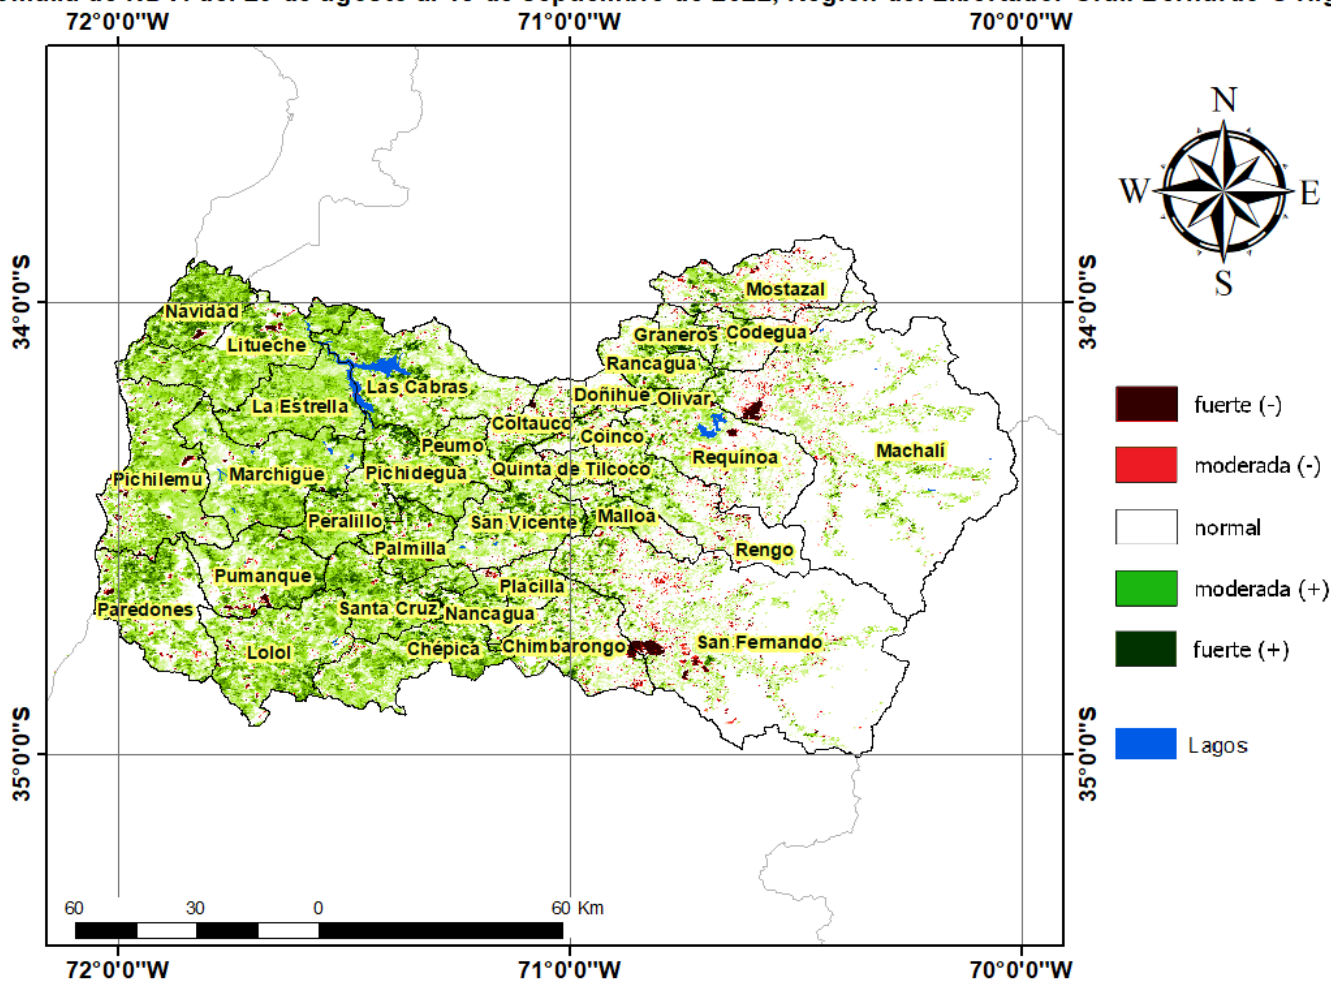 72°0'0"W 71°0'0"W 70°0'0"W
N
W E
S
34°0'0"S 34°0'0"S
35°0'0"S 35°0'0"S
Mostazal
Navidad
Graneros Codegua
Litueche
Rancagua
Las Cabras
Doñihue Olivar
La Estrella
Coltauco
Coinco
Peumo
Machalí
Requínoa
Pichidegua Quinta de Tilcoco
Marchigüe
Pichilemu
Peralillo San Vicente Malloa
Palmilla Rengo
Pumanque Placilla
Paredones Santa Cruz Nancagua
Lolol Chépica Chimbarongo San Fernando
fuerte (-)
moderada (-)
normal
moderada (+)
fuerte (+)
Lagos
60 30 0 60 Km
72°0'0"W 71°0'0"W 70°0'0"W